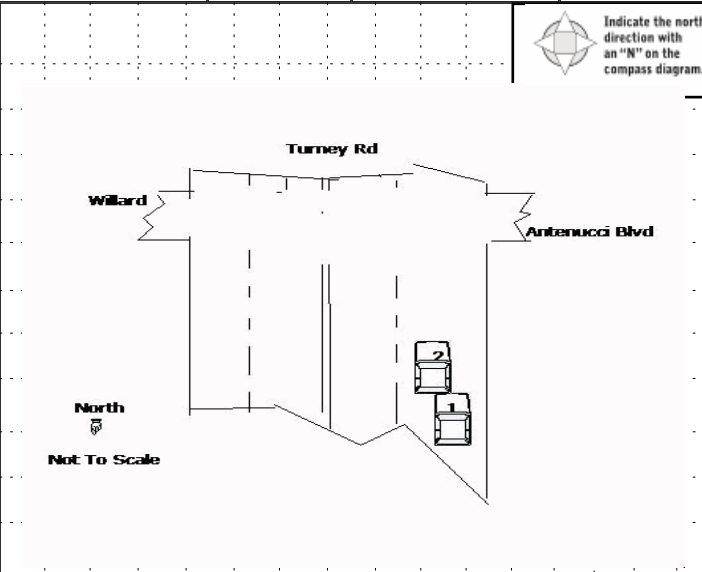 Indicate the north
direction with
an “N” on the
compass diagram.
Turney Rd
Willard
Antenucci Blvd
2
1
North
Not To Scale